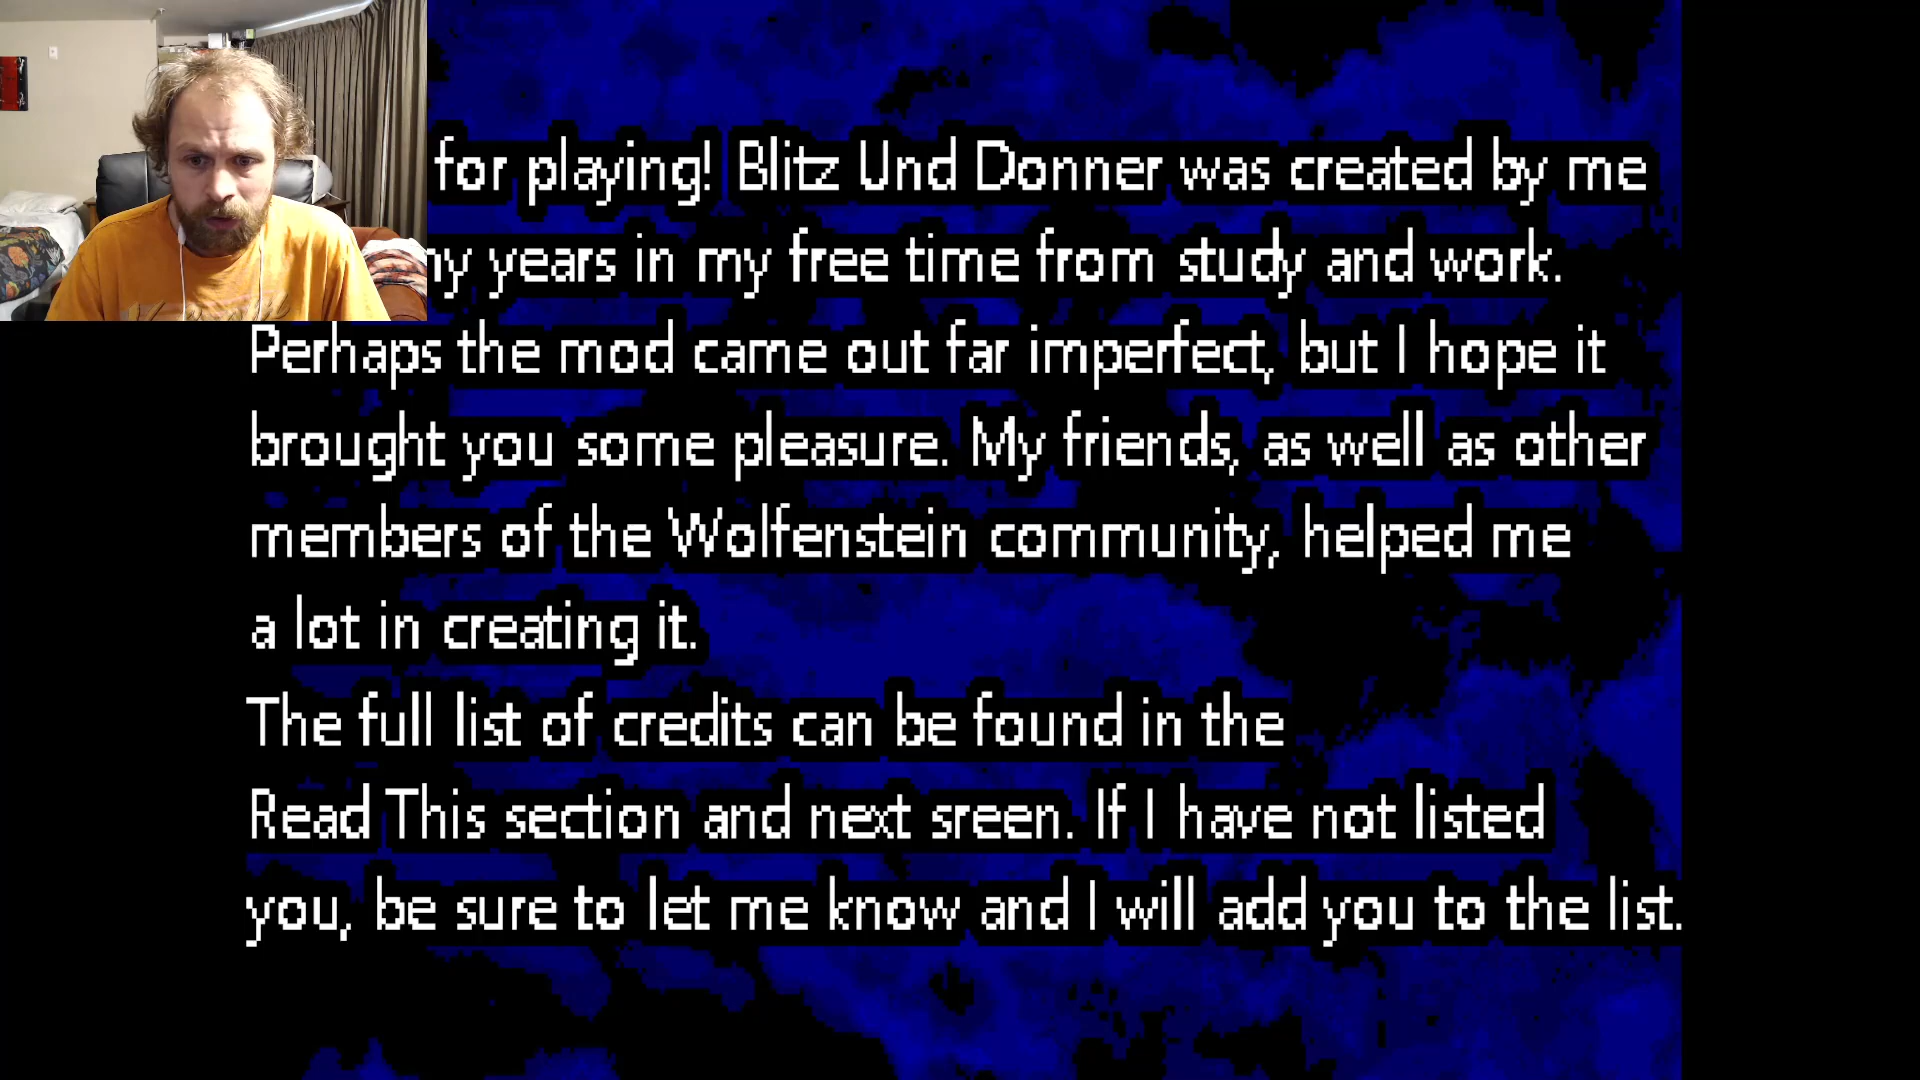 for playing! Blitz Und Donner was created by me
years in my free time from study and work.
Perhaps the mod came out far imperfect, but I hope it
brought you some pleasure. My friends, as well as other
members of the Wolfenstein community, helped me
a lot in creating it.
The full list of credits can be found in the
Read This section and next sreen. If I have not listed
you, be sure to let me know and I will add you to the list.